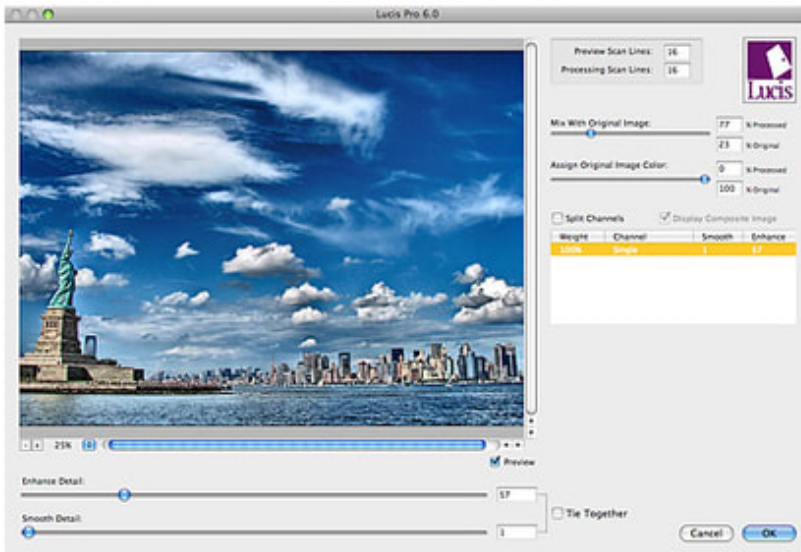 Lucis Pro 6.0
Preview Scan Lines: 16
Processing Scan Lines: 16
Lucis
Mix With Original Image: 77 % Processed
23 % Original
Assign Original Image Color: 0 % Processed
100 % Original
Split Channels Display Composite Image
Weight Channel Smooth Enhance
100% Single 1 57
- + 25%
Preview
Enhance Detail: 57
Smooth Detail: 1
Tie Together
Cancel OK